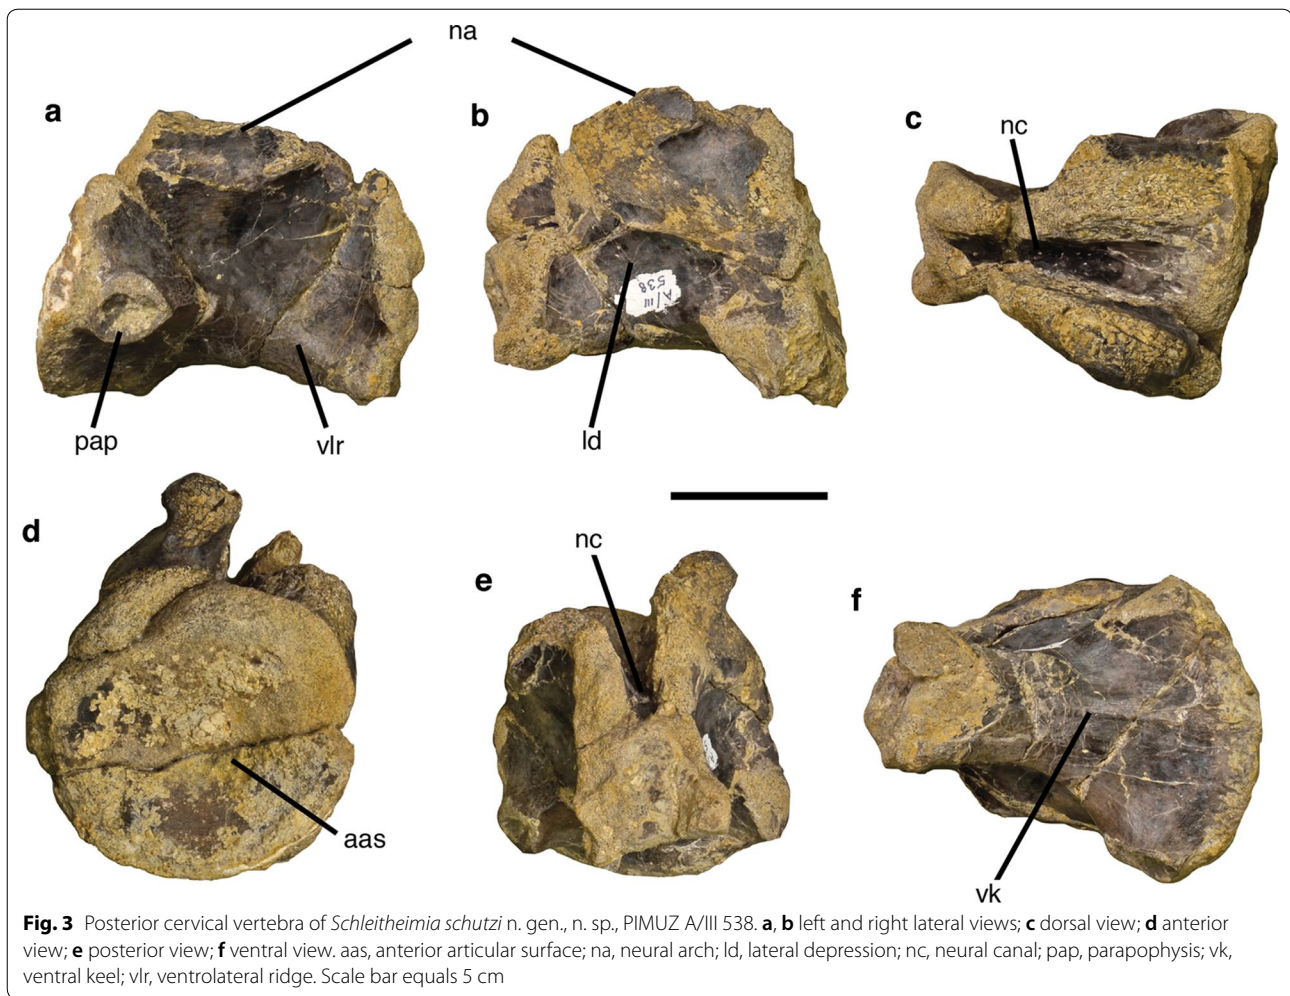 na
a
b
c
nc
A/III
538
pap
vlr
ld
d
nc
e
f
aas
vk
Fig. 3 Posterior cervical vertebra of Schleitheimia schutzi n. gen., n. sp., PIMUZ A/III 538. a, b left and right lateral views; c dorsal view; d anterior
view; e posterior view; f ventral view. aas, anterior articular surface; na, neural arch; ld, lateral depression; nc, neural canal; pap, parapophysis; vk,
ventral keel; vlr, ventrolateral ridge. Scale bar equals 5 cm